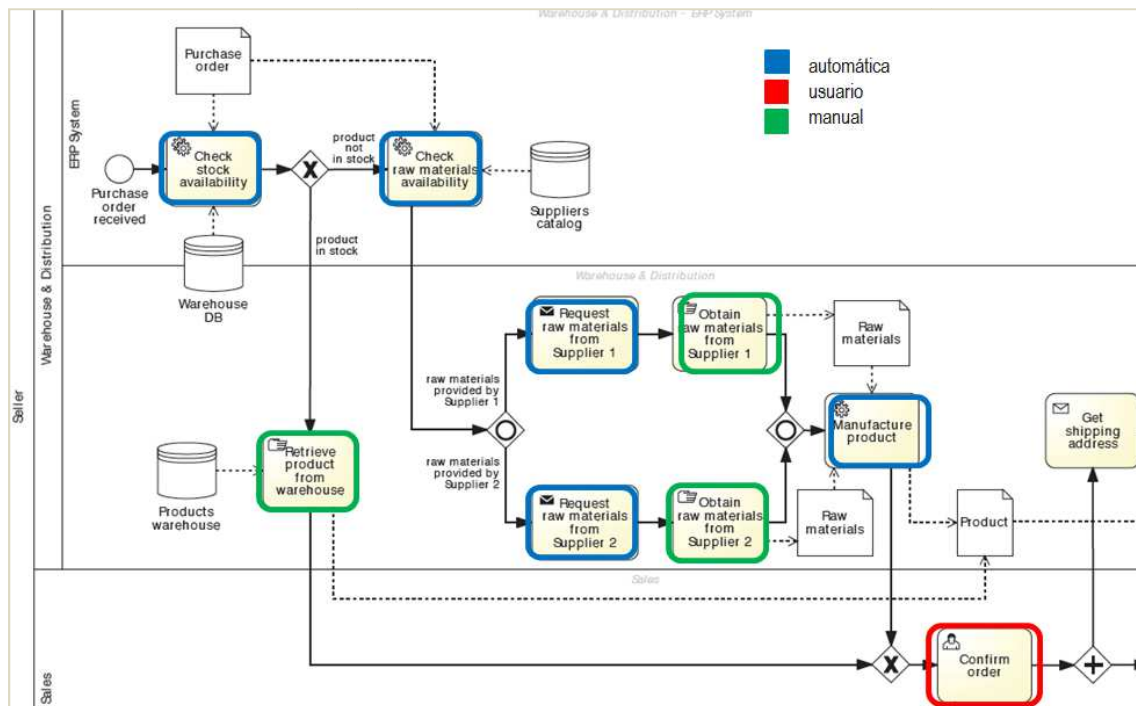 Warehouse & Distribution - ERP System
Purchase
order
automática
usuario
manual
ERP System
Warehouse & Distribution
Seller
Check
stock
availability
product
not
in stock
Check
raw materials
availability
Purchase
order
received
Suppliers
catalog
product
in stock
Warehouse
DB
Warehouse & Distribution
Request
raw materials
from
Supplier 1
Obtain
raw materials
from
Supplier 1
Raw
materials
raw materials
provided by
Supplier 1
Manufacture
product
Get
shipping
address
Retrieve
product
from
warehouse
Products
warehouse
raw materials
provided by
Supplier 2
Request
raw materials
from
Supplier 2
Obtain
raw materials
from
Supplier 2
Raw
materials
Product
Sales
Sales
Confirm
order